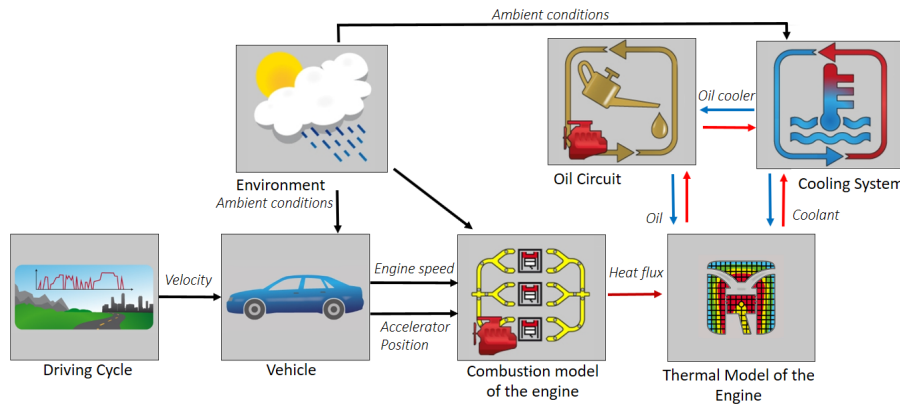 Ambient conditions
Oil cooler
Environment
Oil Circuit
Cooling System
Ambient conditions
Oil
Coolant
Velocity
Engine speed
Heat flux
Accelerator
Position
Driving Cycle
Vehicle
Combustion model
of the engine
Thermal Model of the
Engine